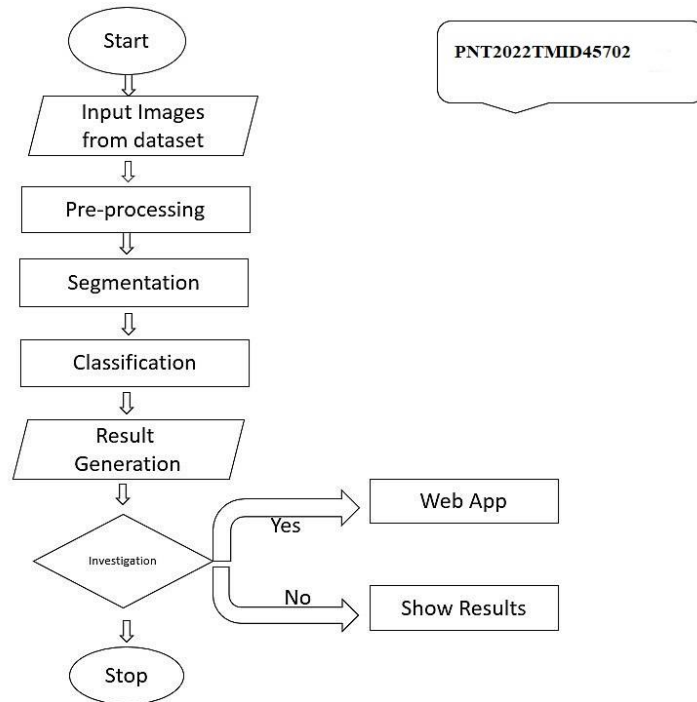 Start
PNT2022TMID45702
Input Images
from dataset
Pre-processing
Segmentation
Classification
Result
Generation
Web App
Yes
Investigation
No
Show Results
Stop